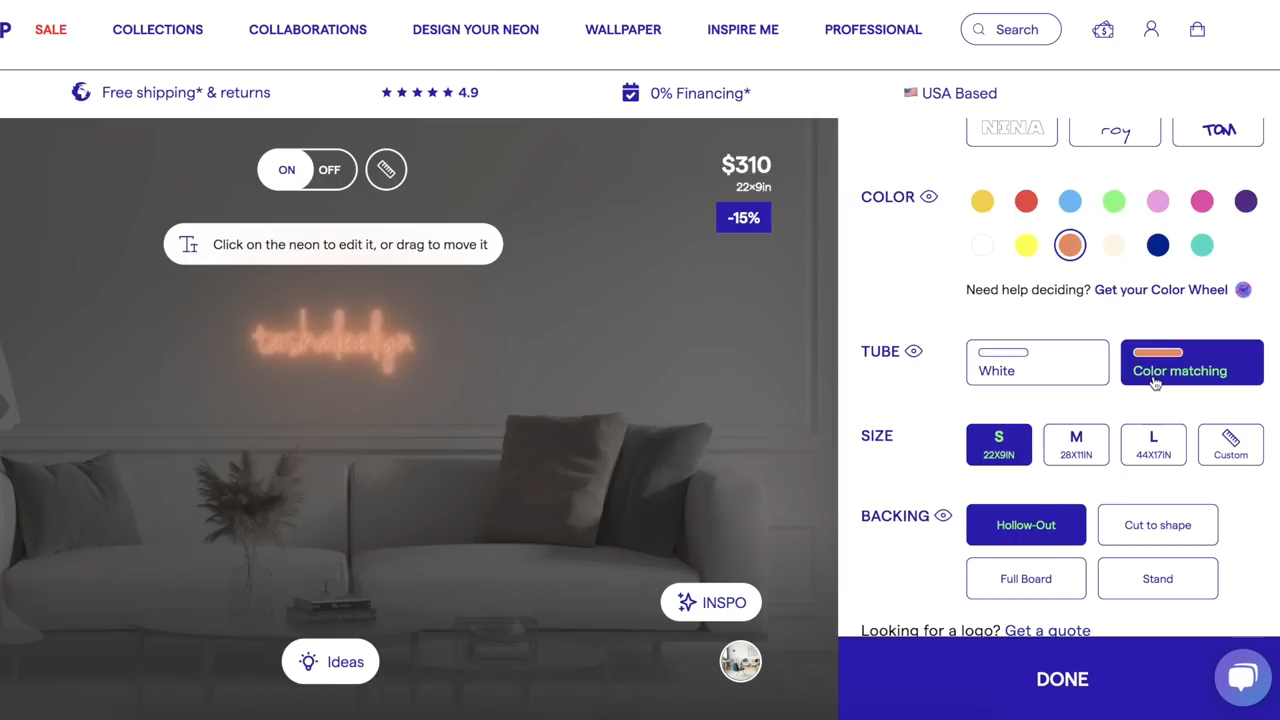 P SALE COLLECTIONS COLLABORATIONS DESIGN YOUR NEON WALLPAPER INSPIRE ME PROFESSIONAL Search
Free shipping* & returns ★★★★★ 4.9 0% Financing* USA Based
ON OFF
$310
22×9in
-15%
Click on the neon to edit it, or drag to move it
tashaleelyn
INSPO
Ideas
NINA roy TOM
COLOR
Need help deciding? Get your Color Wheel
TUBE
White
Color matching
SIZE
S
22X9IN
M
28X11IN
L
44X17IN
Custom
BACKING
Hollow-Out
Cut to shape
Full Board
Stand
Looking for a logo? Get a quote
DONE